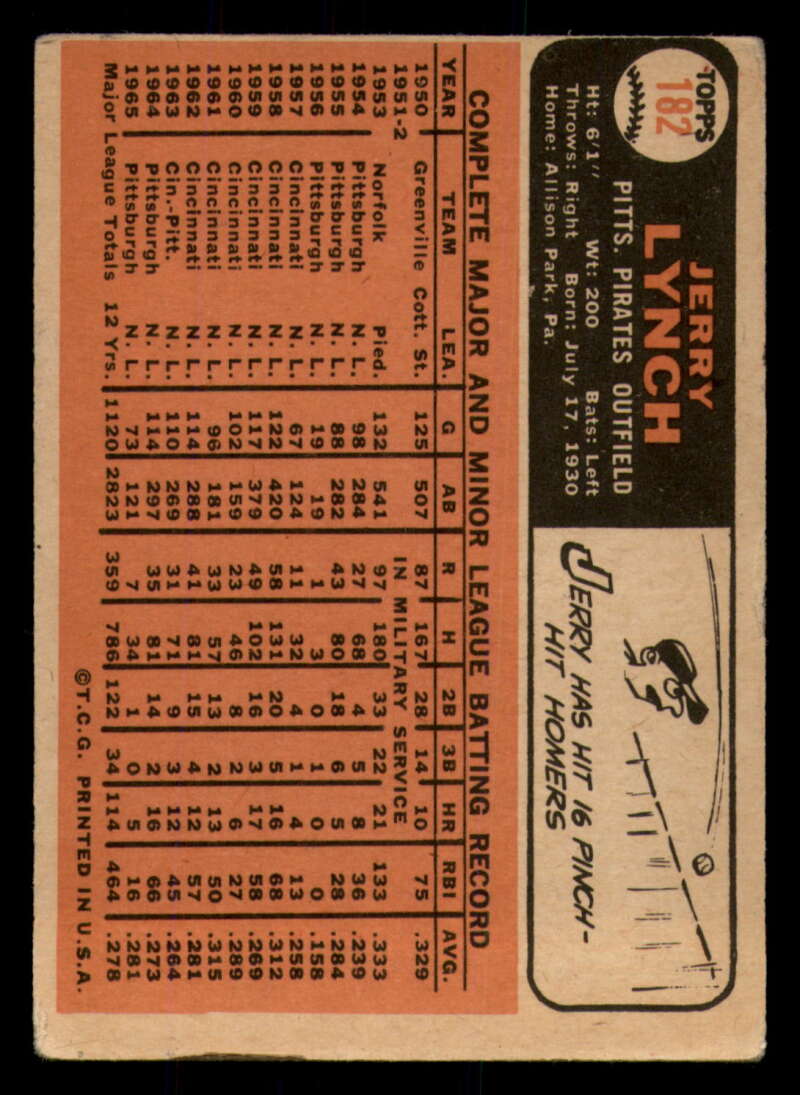 TOPPS
182
JERRY
LYNCH
PITTS. PIRATES OUTFIELD
Ht: 6'1" Wt: 200 Bats: Left
Throws: Right Born: July 17, 1930
Home: Allison Park, Pa.
JERRY HAS HIT 16 PINCH-
HIT HOMERS
COMPLETE MAJOR AND MINOR LEAGUE BATTING RECORD
YEAR TEAM LEA. G AB R H 2B 3B HR RBI AVG.
1950 Greenville Cott. St. 125 507 87 167 28 14 10 75 .329
1951-2 IN MILITARY SERVICE
1953 Norfolk Pied. 132 541 97 180 33 22 21 133 .333
1954 Pittsburgh N. L. 98 284 27 68 4 5 8 36 .239
1955 Pittsburgh N. L. 88 282 43 80 18 6 5 28 .284
1956 Pittsburgh N. L. 19 19 1 3 0 1 0 0 .158
1957 Cincinnati N. L. 67 124 11 32 4 1 4 13 .258
1958 Cincinnati N. L. 122 420 58 131 20 5 16 68 .312
1959 Cincinnati N. L. 117 379 49 102 16 3 17 58 .269
1960 Cincinnati N. L. 102 159 23 46 8 2 6 27 .289
1961 Cincinnati N. L. 96 181 33 57 13 2 13 50 .315
1962 Cincinnati N. L. 114 288 41 81 15 4 12 57 .281
1963 Cin.-Pitt. N. L. 110 269 31 71 9 3 12 45 .264
1964 Pittsburgh N. L. 114 297 35 81 14 2 16 66 .273
1965 Pittsburgh N. L. 73 121 7 34 1 0 5 16 .281
Major League Totals 12 Yrs. 1120 2823 359 786 122 34 114 464 .278
©T.C.G. PRINTED IN U.S.A.